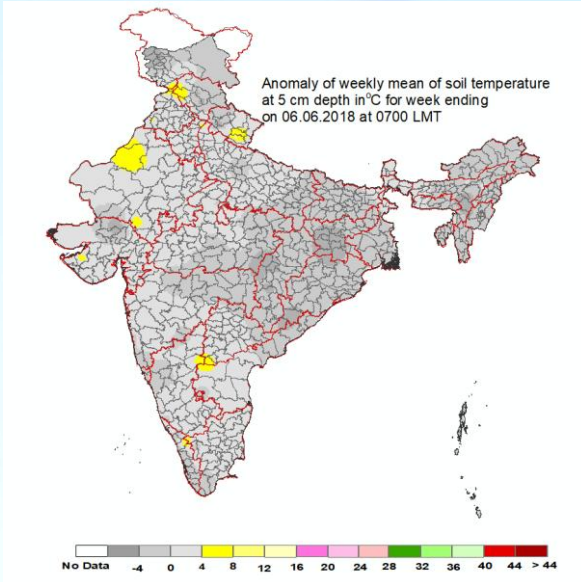 Anomaly of weekly mean of soil temperature
at 5 cm depth in°C for week ending
on 06.06.2018 at 0700 LMT
No Data -4 0 4 8 12 16 20 24 28 32 36 40 44 > 44